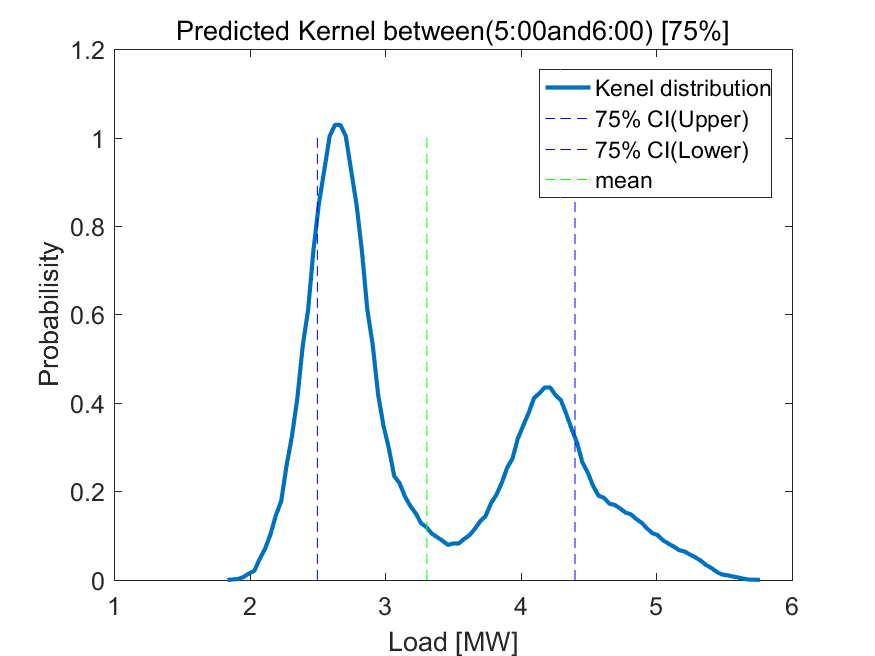 Predicted Kernel between(5:00and6:00) [75%]
1.2
1
0.8
0.6
0.4
0.2
0
Probabilisity
Kenel distribution
75% CI(Upper)
75% CI(Lower)
mean
1 2 3 4 5 6
Load [MW]